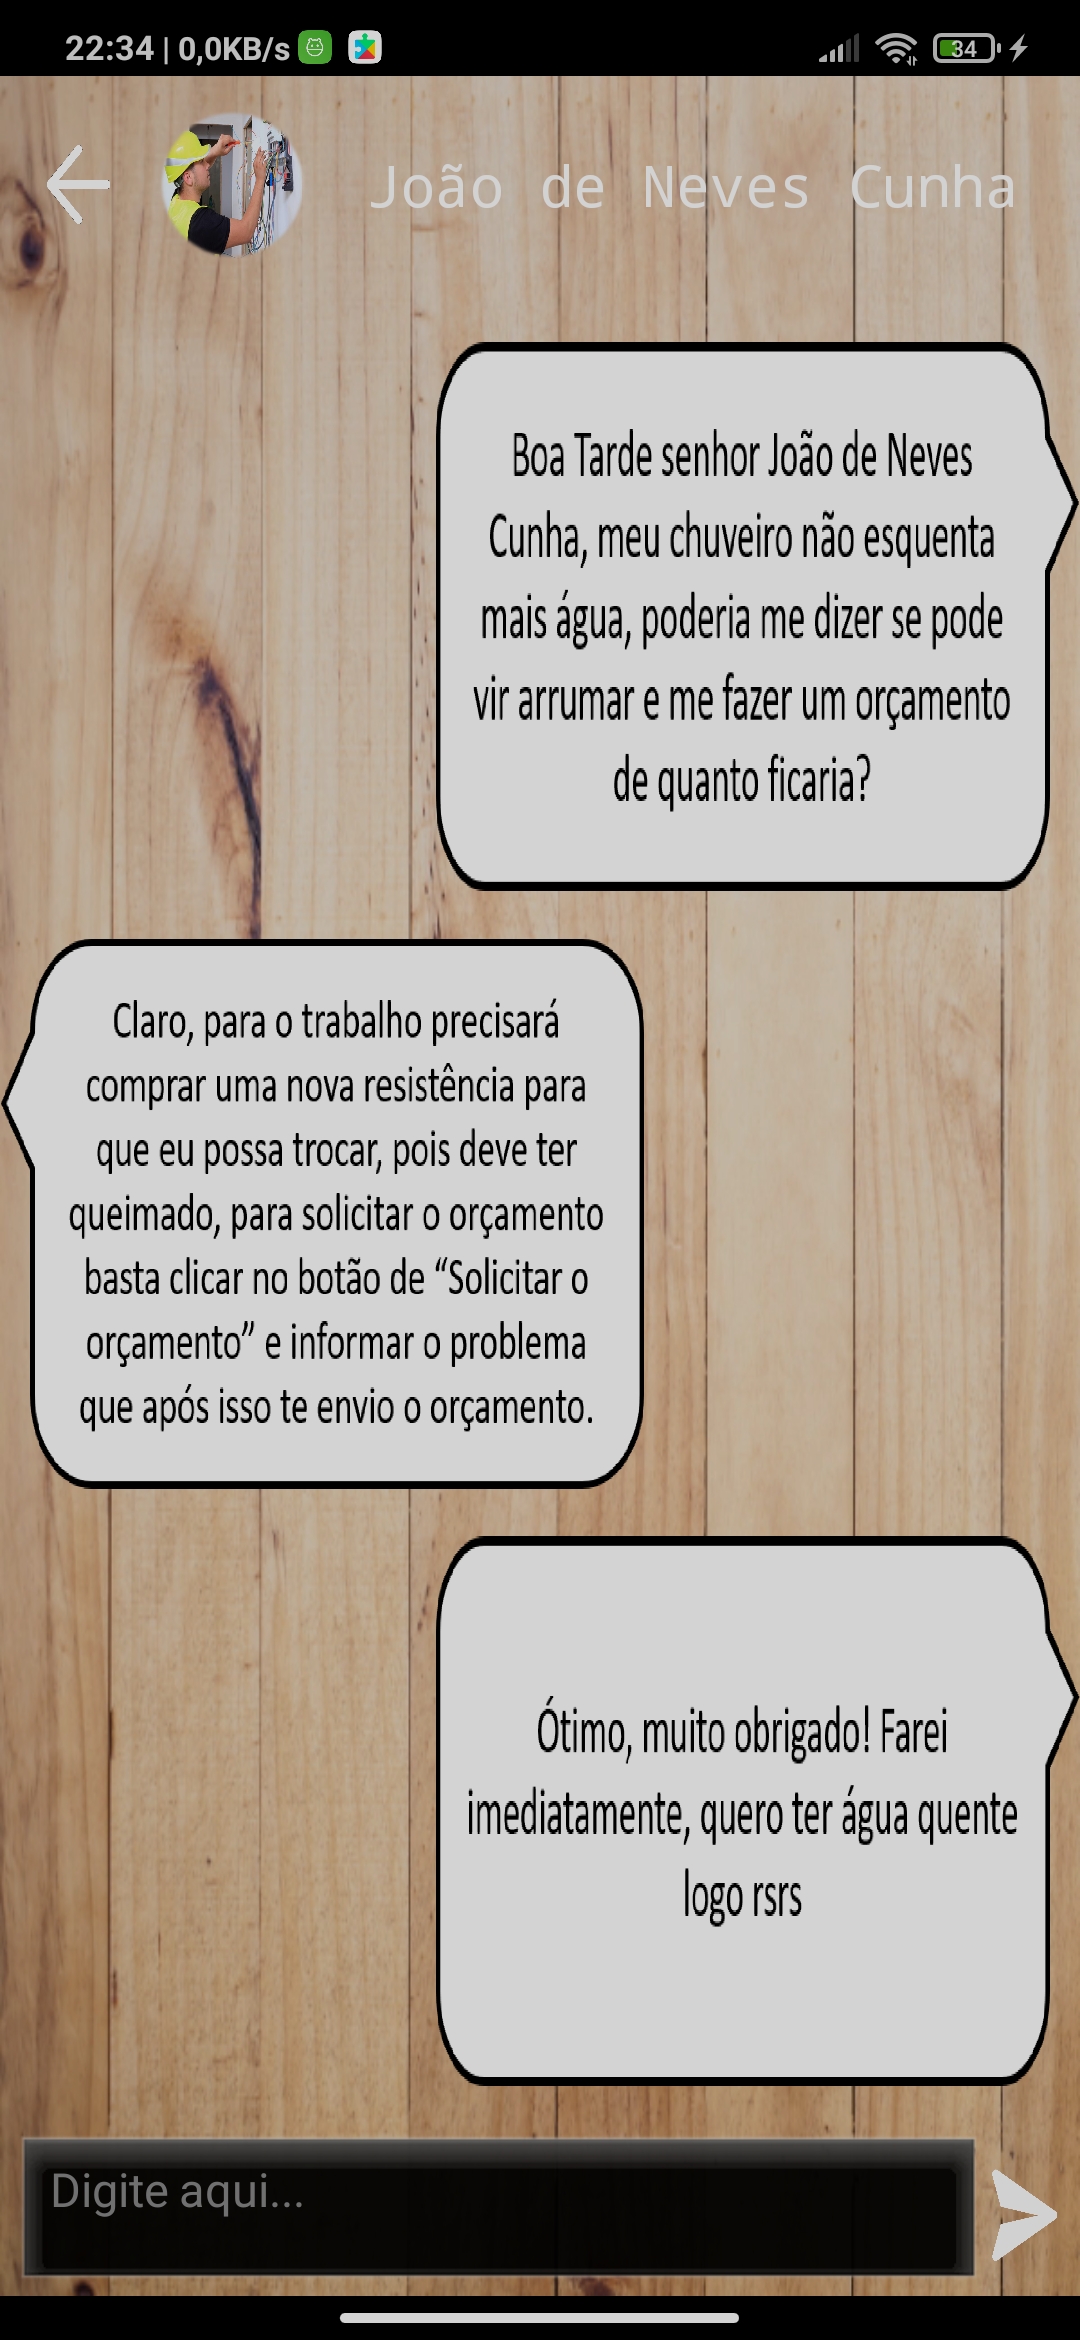 22:34 | 0,0KB/s
34
João de Neves Cunha
Boa Tarde senhor João de Neves
Cunha, meu chuveiro não esquenta
mais água, poderia me dizer se pode
vir arrumar e me fazer um orçamento
de quanto ficaria?
Claro, para o trabalho precisará
comprar uma nova resistência para
que eu possa trocar, pois deve ter
queimado, para solicitar o orçamento
basta clicar no botão de “Solicitar o
orçamento” e informar o problema
que após isso te envio o orçamento.
Ótimo, muito obrigado! Farei
imediatamente, quero ter água quente
logo rsrs
Digite aqui...